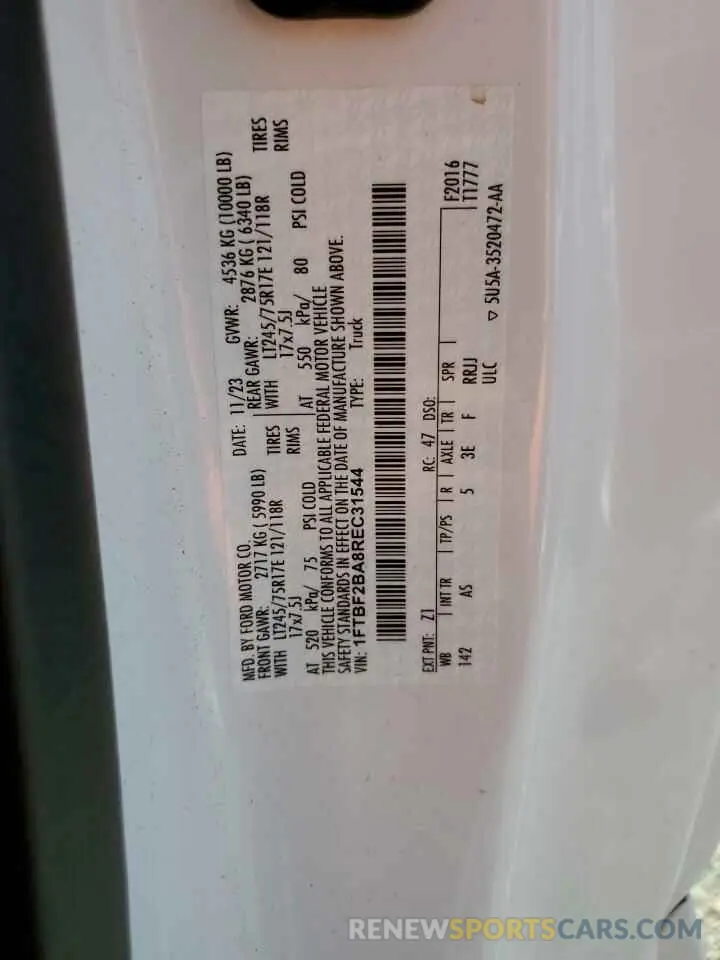 MFD. BY FORD MOTOR CO.
DATE: 11/23 GVWR: 4536 KG (10000 LB)
FRONT GAWR: 2717 KG ( 5990 LB)
REAR GAWR: 2876 KG ( 6340 LB)
WITH LT245/75R17E 121/118R TIRES
WITH LT245/75R17E 121/118R TIRES
17x7.5J RIMS
17x7.5J RIMS
AT 520 kPa/ 75 PSI COLD
AT 550 kPa/ 80 PSI COLD
THIS VEHICLE CONFORMS TO ALL APPLICABLE FEDERAL MOTOR VEHICLE
SAFETY STANDARDS IN EFFECT ON THE DATE OF MANUFACTURE SHOWN ABOVE.
VIN: 1FTBF2BA8REC31544 TYPE: Truck
EXT PNT: Z1 RC: 47 DSO: F2016
WB INT TR TP/PS R AXLE TR SPR T1777
142 AS 5 3E F RRJJ
ULC ▽ 5U5A-3520472-AA
RENEWSPORTSCARS.COM